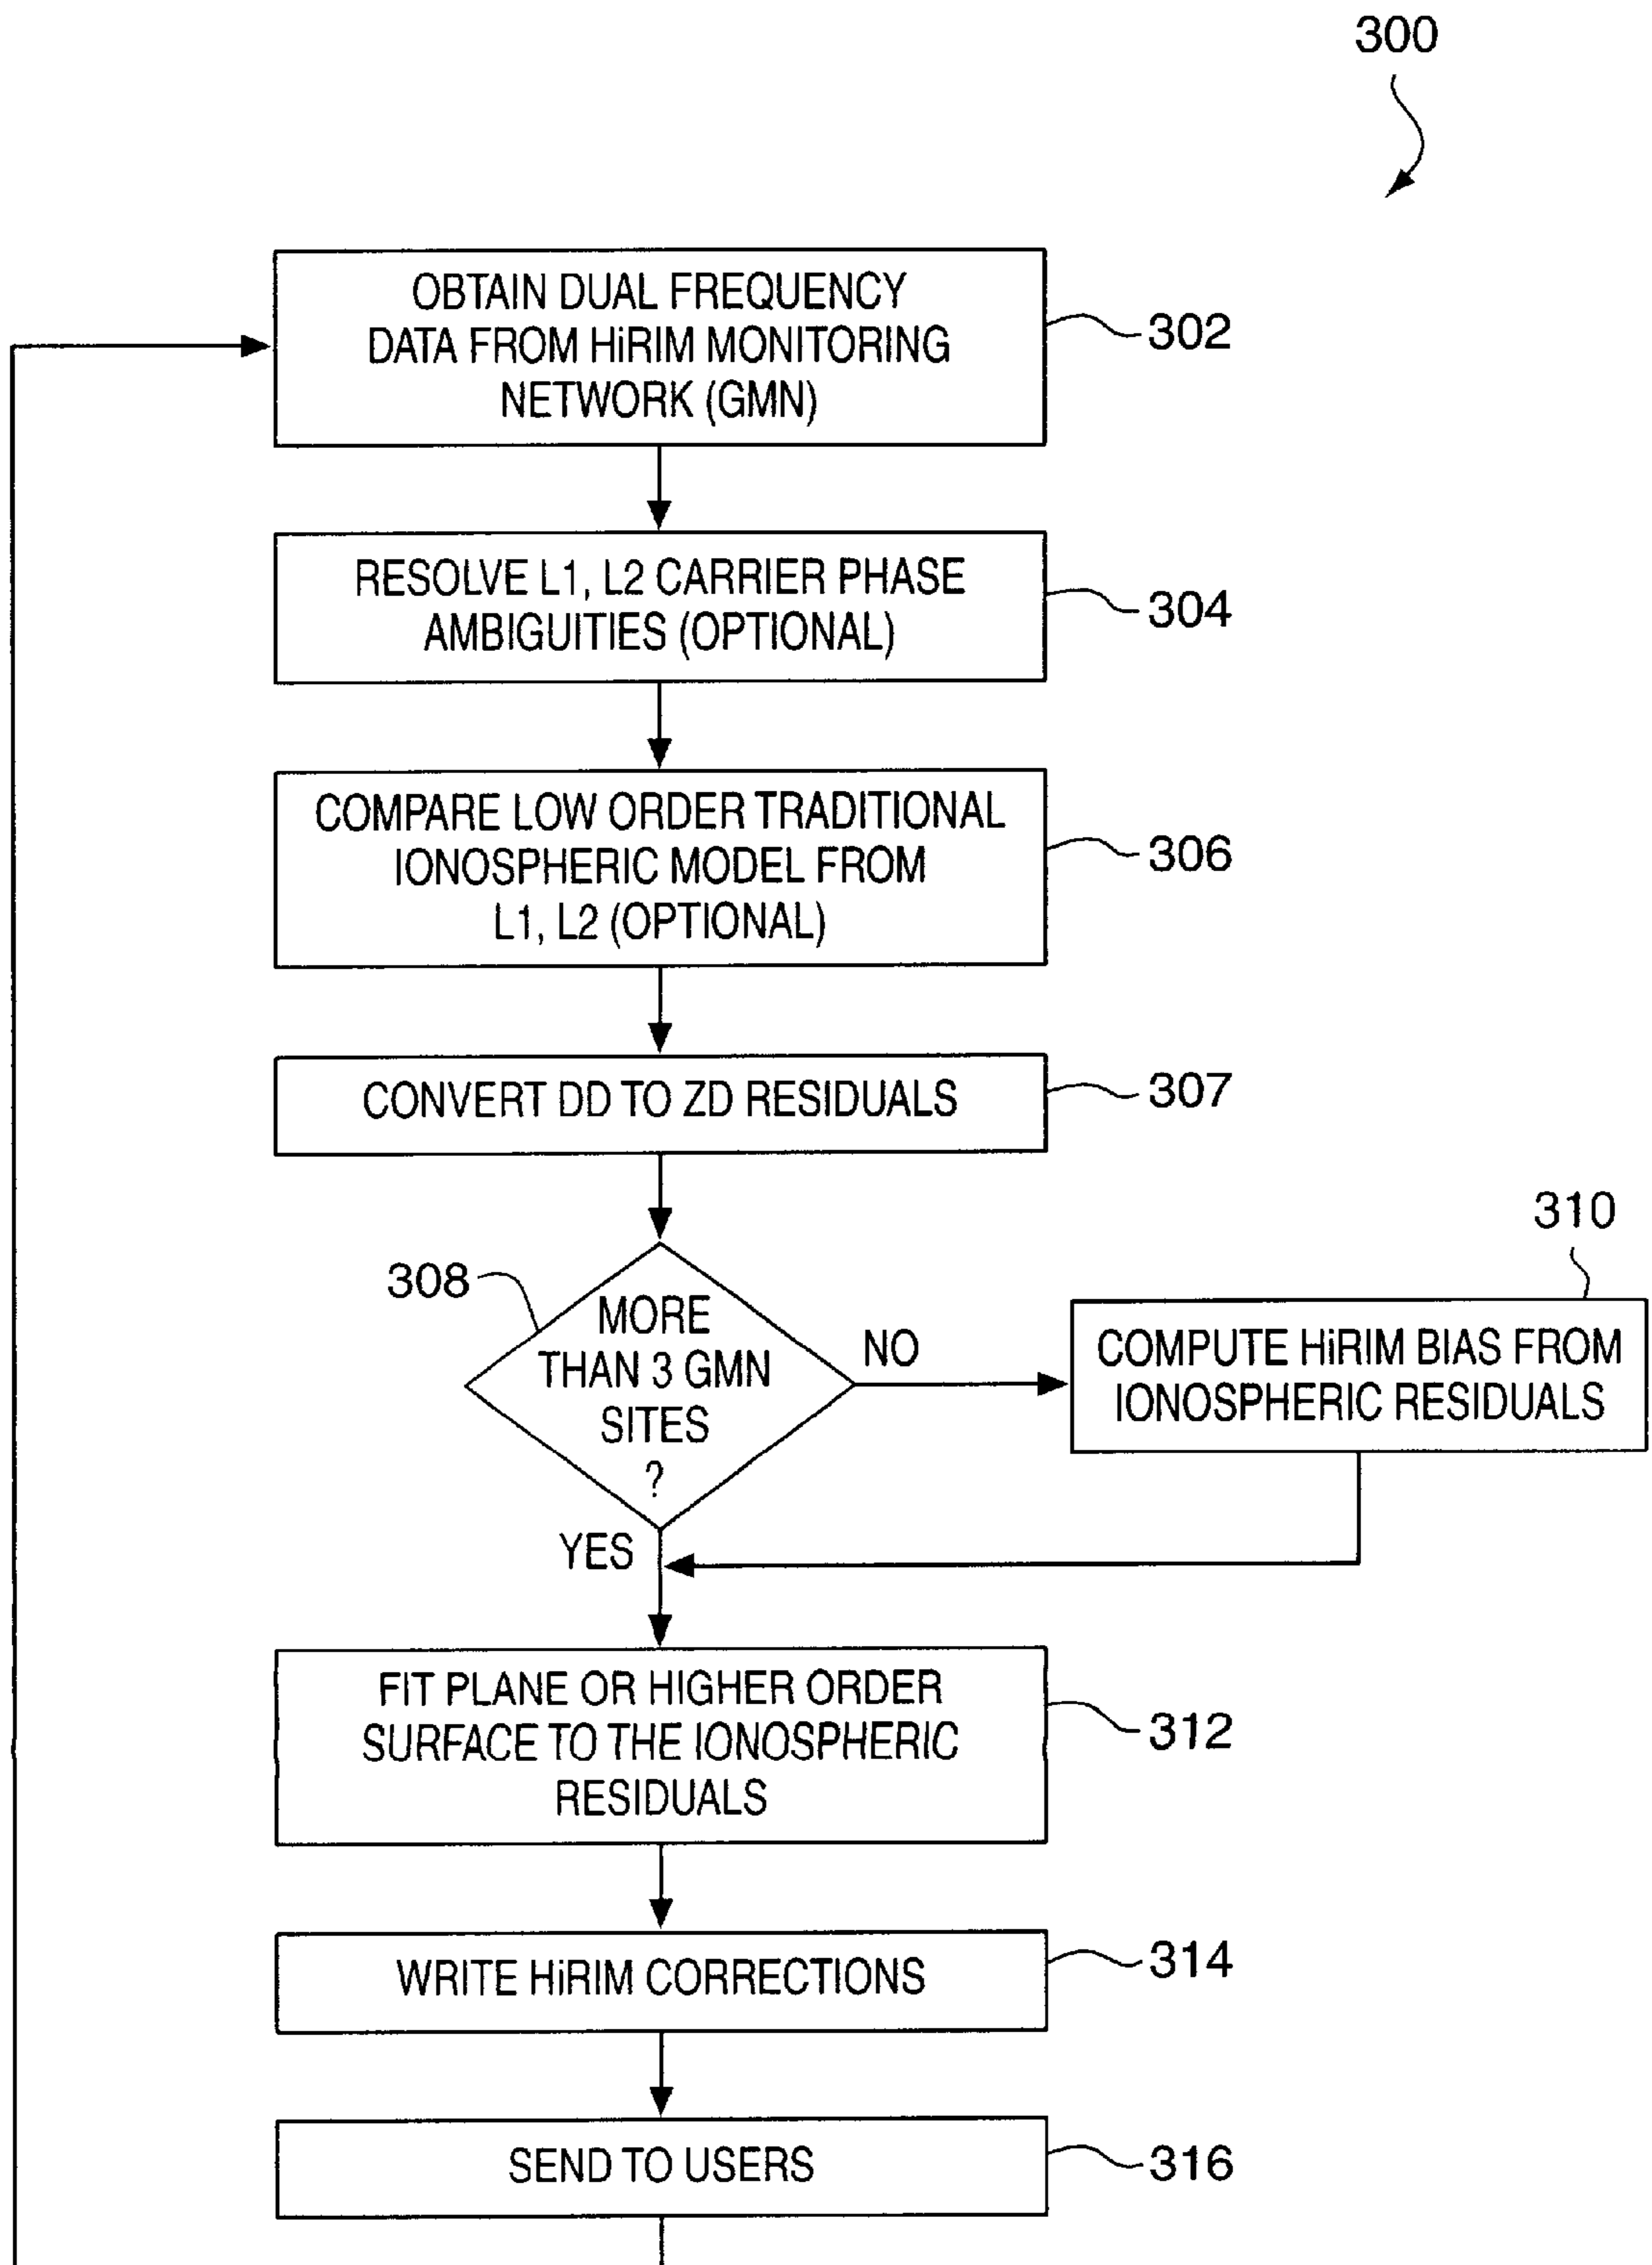 300
OBTAIN DUAL FREQUENCY
DATA FROM HiRIM MONITORING
NETWORK (GMN)
302
RESOLVE L1, L2 CARRIER PHASE
AMBIGUITIES (OPTIONAL)
304
COMPARE LOW ORDER TRADITIONAL
IONOSPHERIC MODEL FROM
L1, L2 (OPTIONAL)
306
CONVERT DD TO ZD RESIDUALS
307
308
MORE
THAN 3 GMN
SITES
?
NO
310
COMPUTE HiRIM BIAS FROM
IONOSPHERIC RESIDUALS
YES
FIT PLANE OR HIGHER ORDER
SURFACE TO THE IONOSPHERIC
RESIDUALS
312
WRITE HiRIM CORRECTIONS
314
SEND TO USERS
316